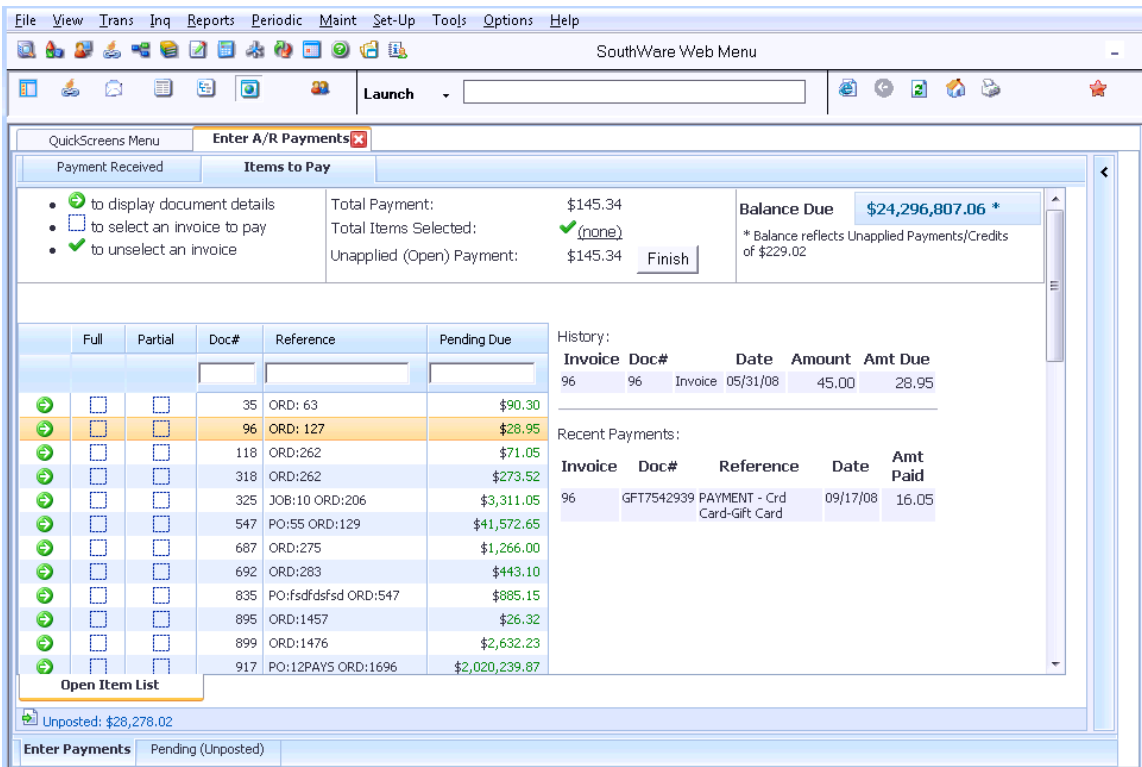 File View Trans Inq Reports Periodic Maint Set-Up Tools Options Help
SouthWare Web Menu
Launch
QuickScreens Menu Enter A/R Payments
Payment Received Items to Pay
to display document details
to select an invoice to pay
to unselect an invoice
Total Payment: $145.34
Total Items Selected: (none)
Unapplied (Open) Payment: $145.34 Finish
Balance Due $24,296,807.06 *
* Balance reflects Unapplied Payments/Credits
of $229.02
Full Partial Doc# Reference Pending Due
35 ORD: 63 $90.30
96 ORD: 127 $28.95
118 ORD:262 $71.05
318 ORD:262 $273.52
325 JOB:10 ORD:206 $3,311.05
547 PO:55 ORD:129 $41,572.65
687 ORD:275 $1,266.00
692 ORD:283 $443.10
835 PO:fsdfdsfsd ORD:547 $885.15
895 ORD:1457 $26.32
899 ORD:1476 $2,632.23
917 PO:12PAYS ORD:1696 $2,020,239.87
History:
Invoice Doc# Date Amount Amt Due
96 96 Invoice 05/31/08 45.00 28.95
Recent Payments:
Invoice Doc# Reference Date Amt
Paid
96 GFT7542939 PAYMENT - Crd 09/17/08 16.05
Card-Gift Card
Open Item List
Unposted: $28,278.02
Enter Payments Pending (Unposted)